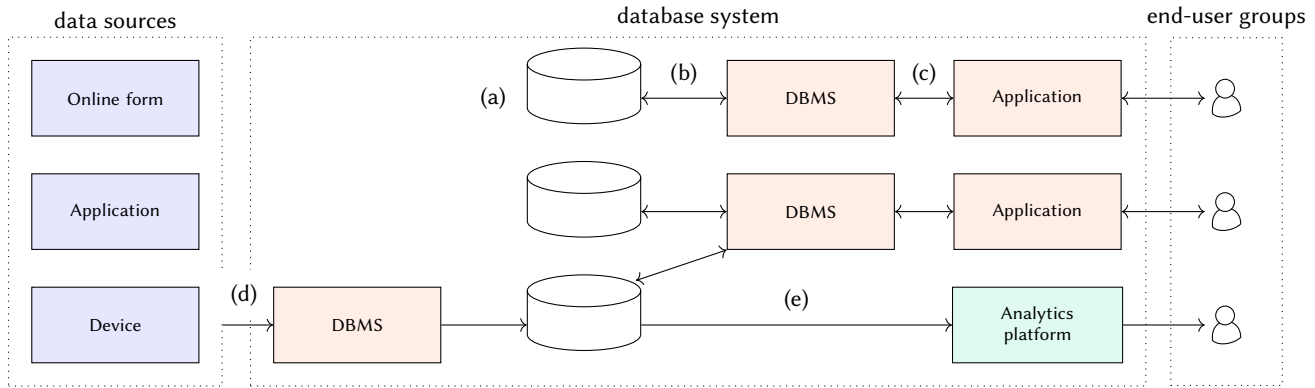 data sources
database system
end-user groups
(a)
(b)
(c)
Online form
DBMS
Application
Application
DBMS
Application
(d)
(e)
Device
DBMS
Analytics
platform